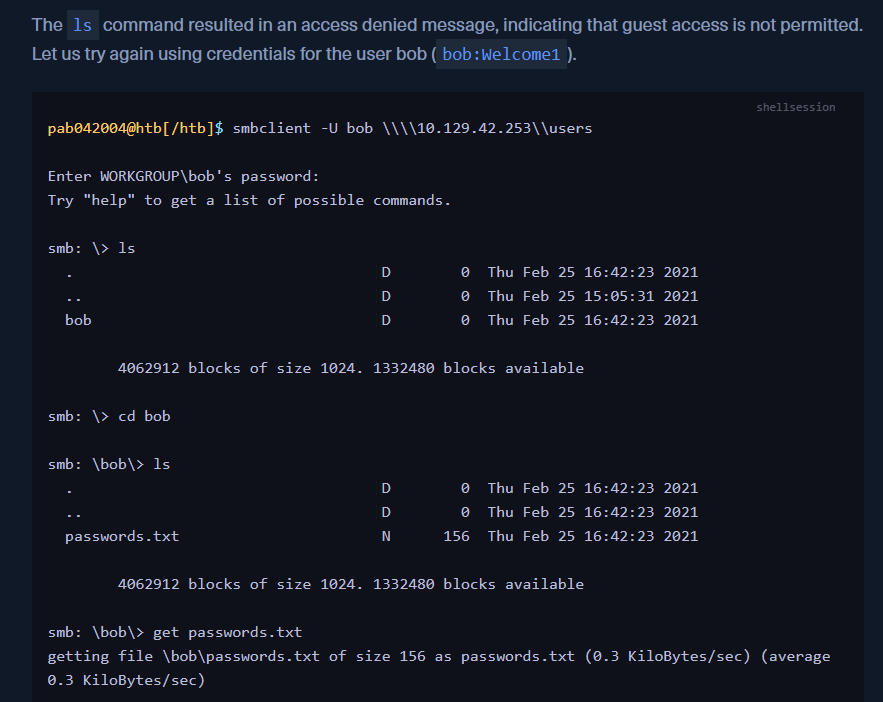 The ls command resulted in an access denied message, indicating that guest access is not permitted.
Let us try again using credentials for the user bob ( bob:Welcome1 ).
shellsession
pab042004@htb[/htb]$ smbclient -U bob \\\\10.129.42.253\\users
Enter WORKGROUP\bob's password:
Try "help" to get a list of possible commands.
smb: \> ls
. D 0 Thu Feb 25 16:42:23 2021
.. D 0 Thu Feb 25 15:05:31 2021
bob D 0 Thu Feb 25 16:42:23 2021
4062912 blocks of size 1024. 1332480 blocks available
smb: \> cd bob
smb: \bob\> ls
. D 0 Thu Feb 25 16:42:23 2021
.. D 0 Thu Feb 25 16:42:23 2021
passwords.txt N 156 Thu Feb 25 16:42:23 2021
4062912 blocks of size 1024. 1332480 blocks available
smb: \bob\> get passwords.txt
getting file \bob\passwords.txt of size 156 as passwords.txt (0.3 KiloBytes/sec) (average
0.3 KiloBytes/sec)